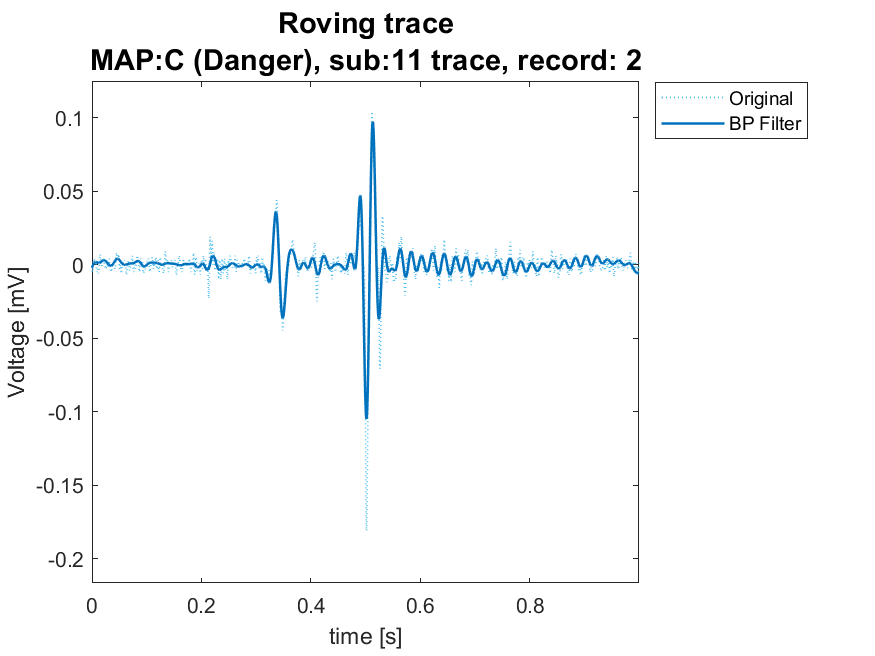 Roving trace
MAP:C (Danger), sub:11 trace, record: 2
Original
BP Filter
0.1
0.05
0
-0.05
-0.1
-0.15
-0.2
Voltage [mV]
0 0.2 0.4 0.6 0.8
time [s]